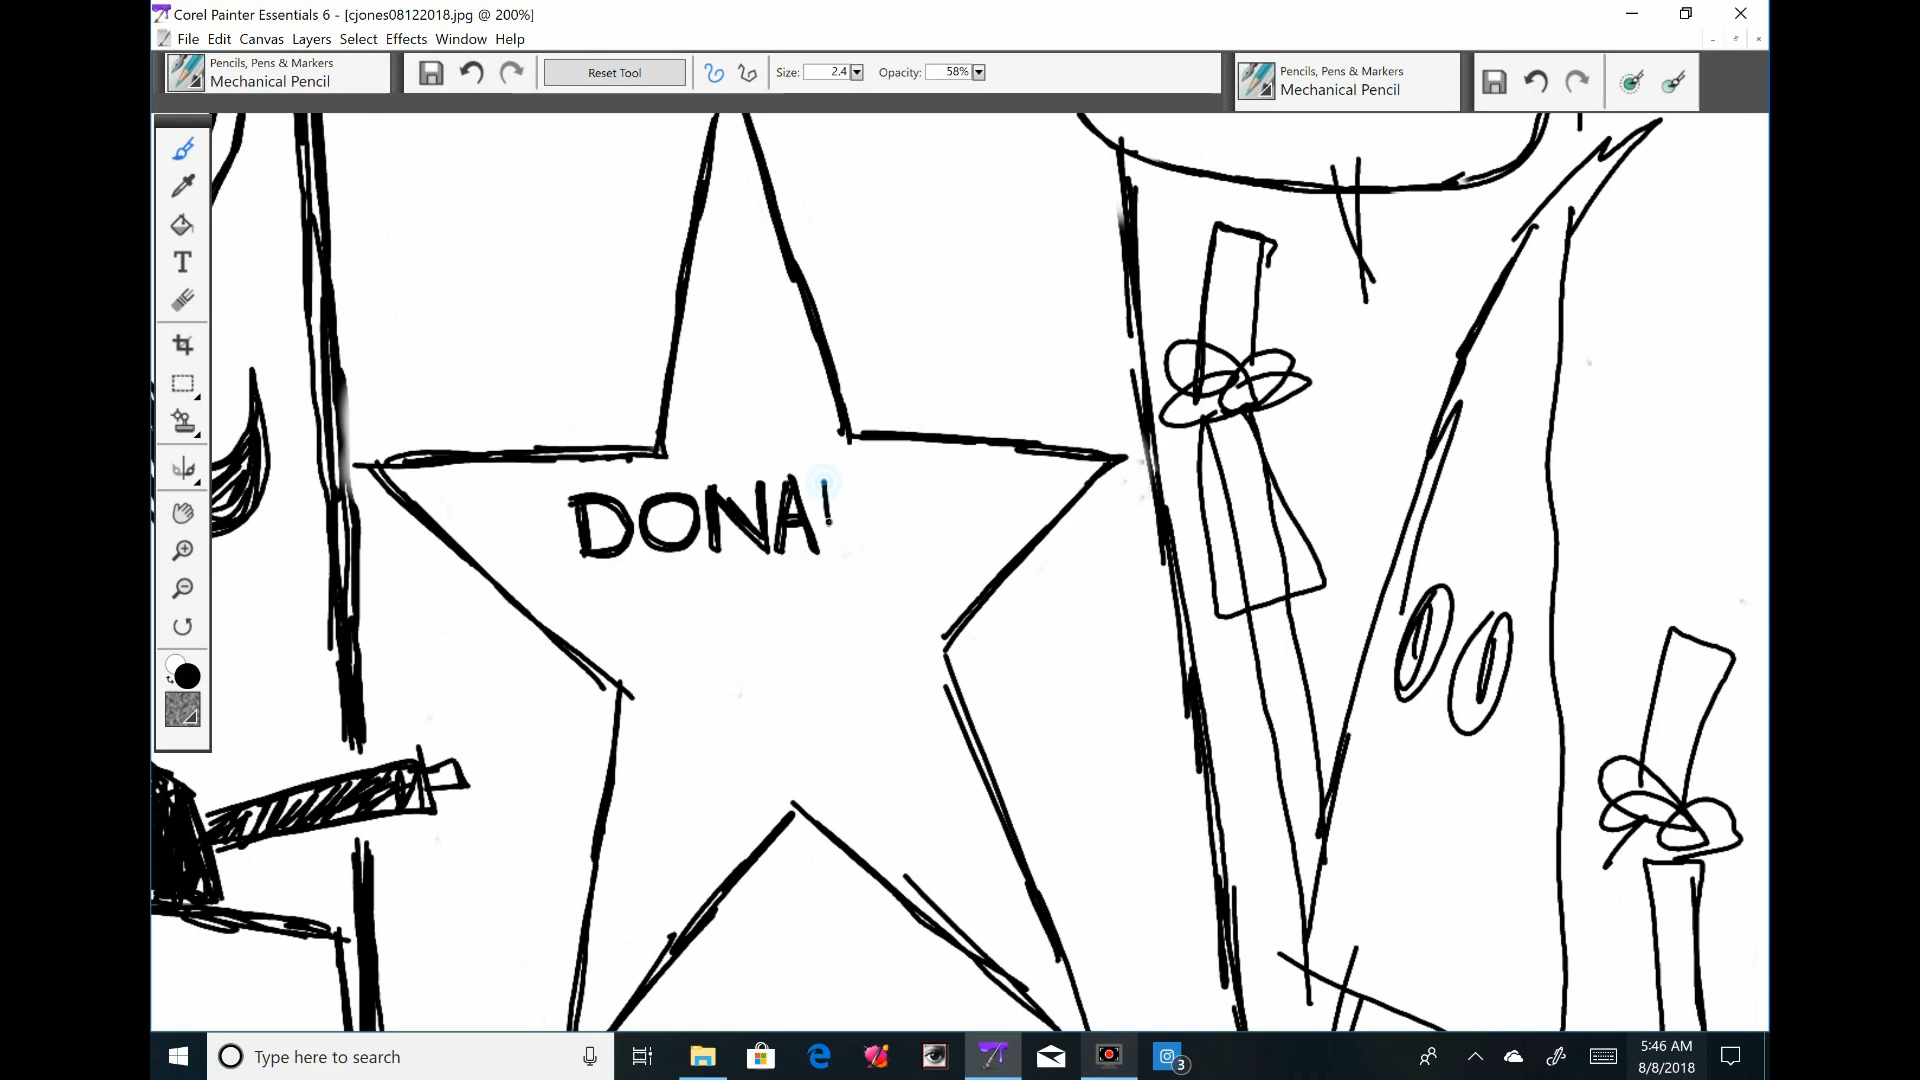 Corel Painter Essentials 6 - [cjones08122018.jpg @ 200%]
File Edit Canvas Layers Select Effects Window Help
Pencils, Pens & Markers
Mechanical Pencil
Reset Tool
Size: 2.4
Opacity: 58%
Pencils, Pens & Markers
Mechanical Pencil
T
DONA
Type here to search
3
5:46 AM
8/8/2018